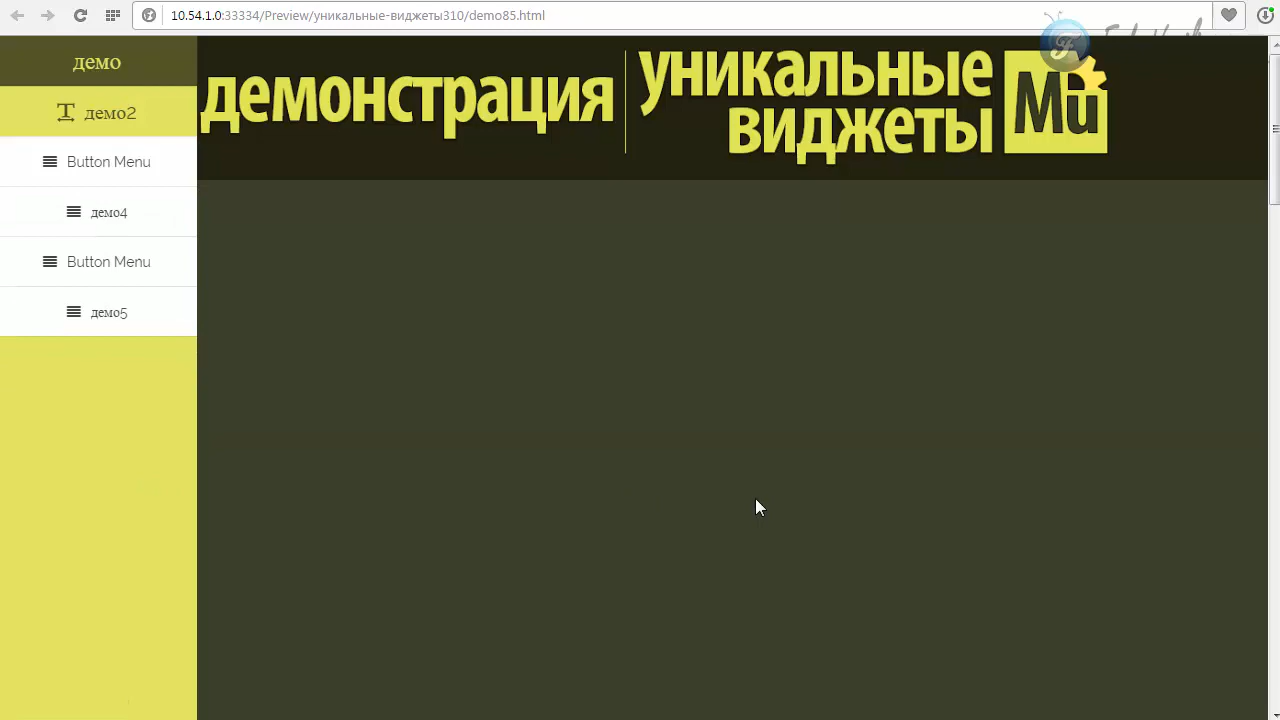 10.54.1.0:33334/Preview/уникальные-виджеты310/demo85.html
демо
демо2
Button Menu
демо4
Button Menu
демо5
демонстрация
уникальные
виджеты
Mu